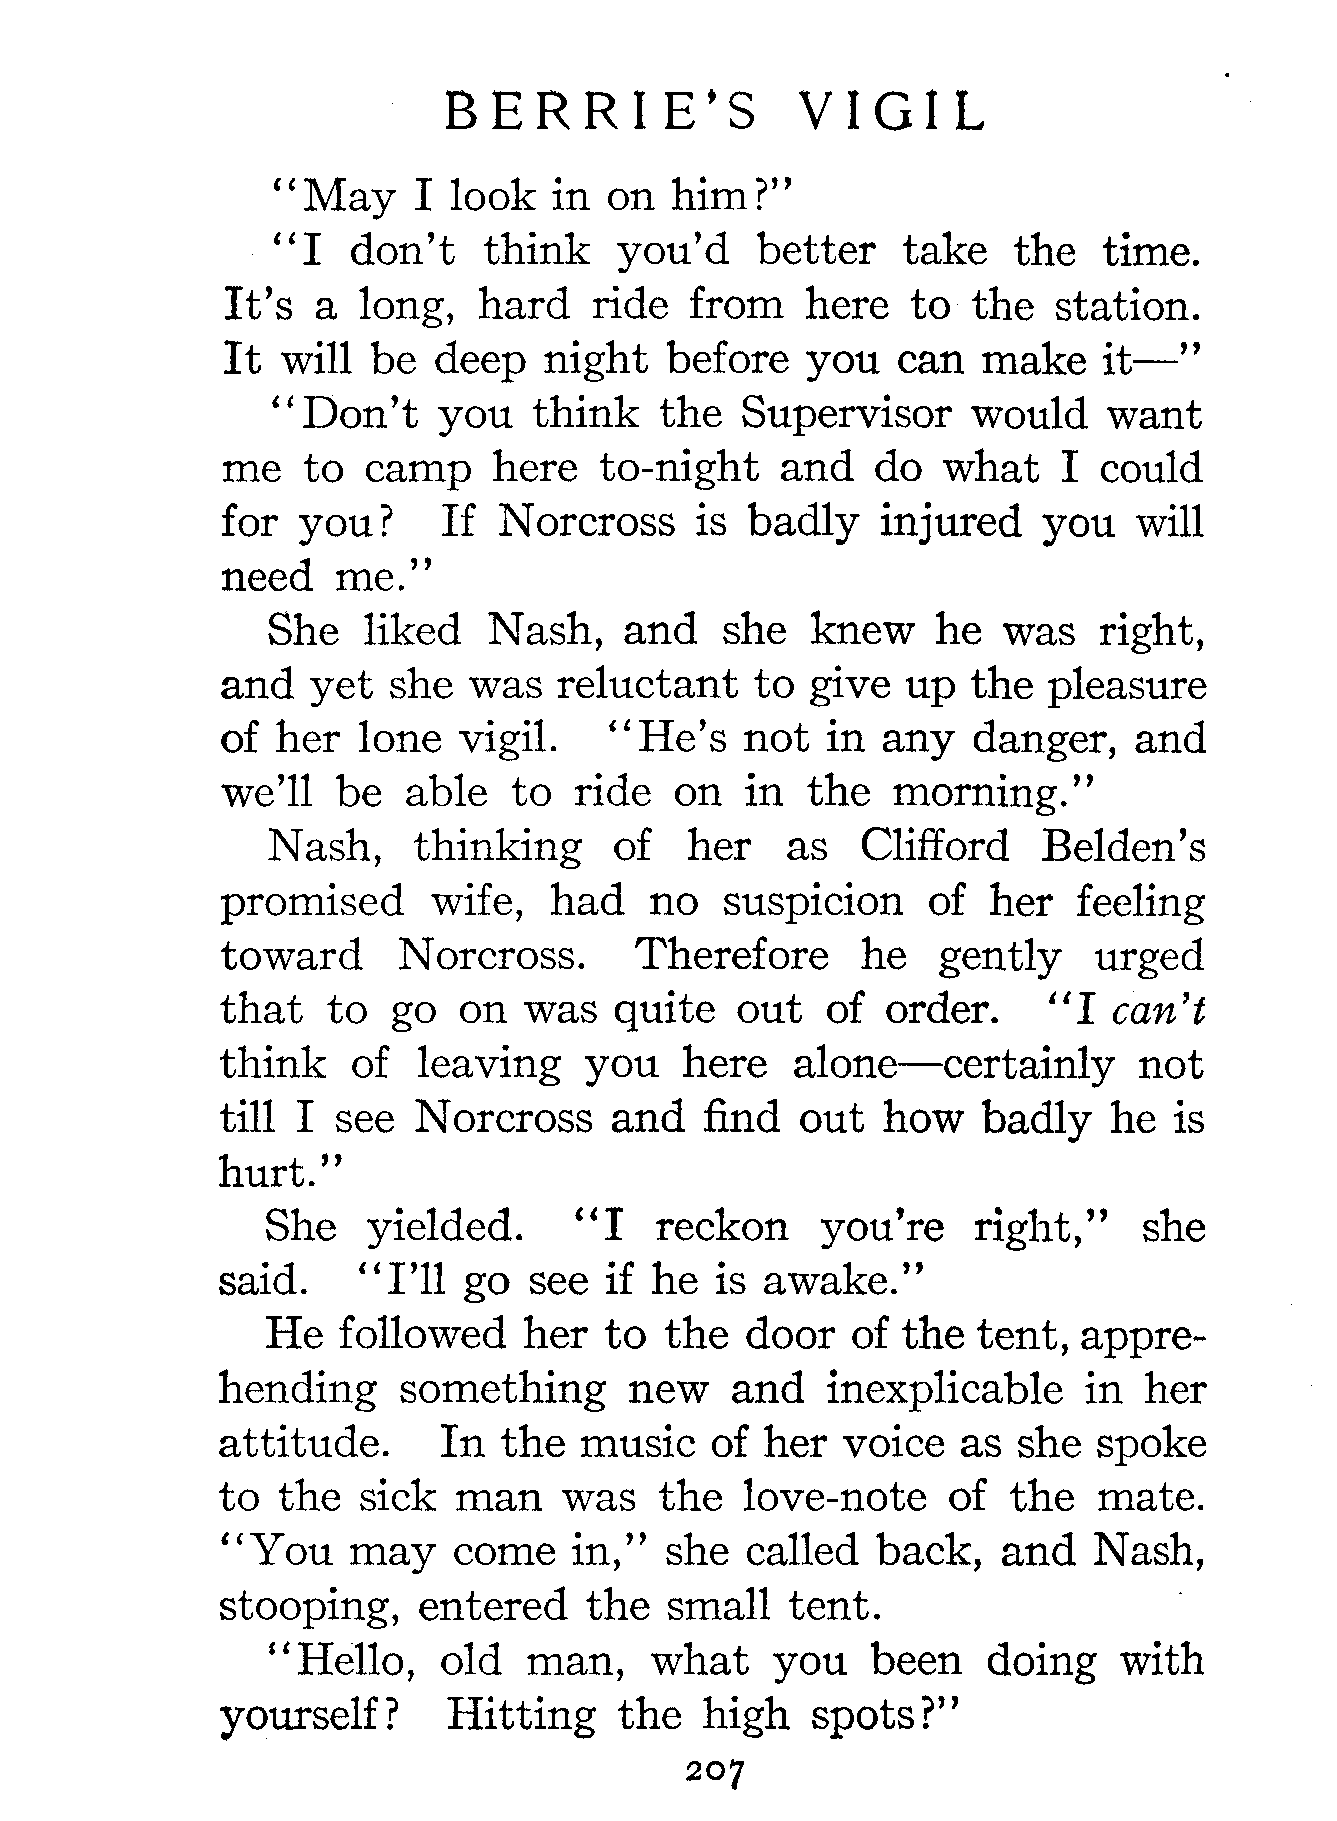 BERRIE'S VIGIL
"May I look in on him?"
"I don't think you'd better take the time.
It's a long, hard ride from here to the station.
It will be deep night before you can make it—"
"Don't you think the Supervisor would want
me to camp here to-night and do what I could
for you? If Norcross is badly injured you will
need me."
She liked Nash, and she knew he was right,
and yet she was reluctant to give up the pleasure
of her lone vigil. "He's not in any danger, and
we'll be able to ride on in the morning."
Nash, thinking of her as Clifford Belden's
promised wife, had no suspicion of her feeling
toward Norcross. Therefore he gently urged
that to go on was quite out of order. "I can't
think of leaving you here alone—certainly not
till I see Norcross and find out how badly he is
hurt."
She yielded. "I reckon you're right," she
said. "I'll go see if he is awake."
He followed her to the door of the tent, appre-
hending something new and inexplicable in her
attitude. In the music of her voice as she spoke
to the sick man was the love-note of the mate.
"You may come in," she called back, and Nash,
stooping, entered the small tent.
"Hello, old man, what you been doing with
yourself? Hitting the high spots?"
207